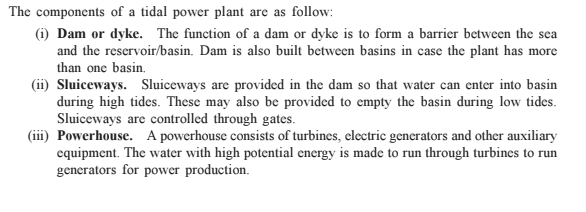 The components of a tidal power plant are as follow:
(i) Dam or dyke. The function of a dam or dyke is to form a barrier between the sea
and the reservoir/basin. Dam is also built between basins in case the plant has more
than one basin.
(ii) Sluiceways. Sluiceways are provided in the dam so that water can enter into basin
during high tides. These may also be provided to empty the basin during low tides.
Sluiceways are controlled through gates.
(iii) Powerhouse. A powerhouse consists of turbines, electric generators and other auxiliary
equipment. The water with high potential energy is made to run through turbines to run
generators for power production.